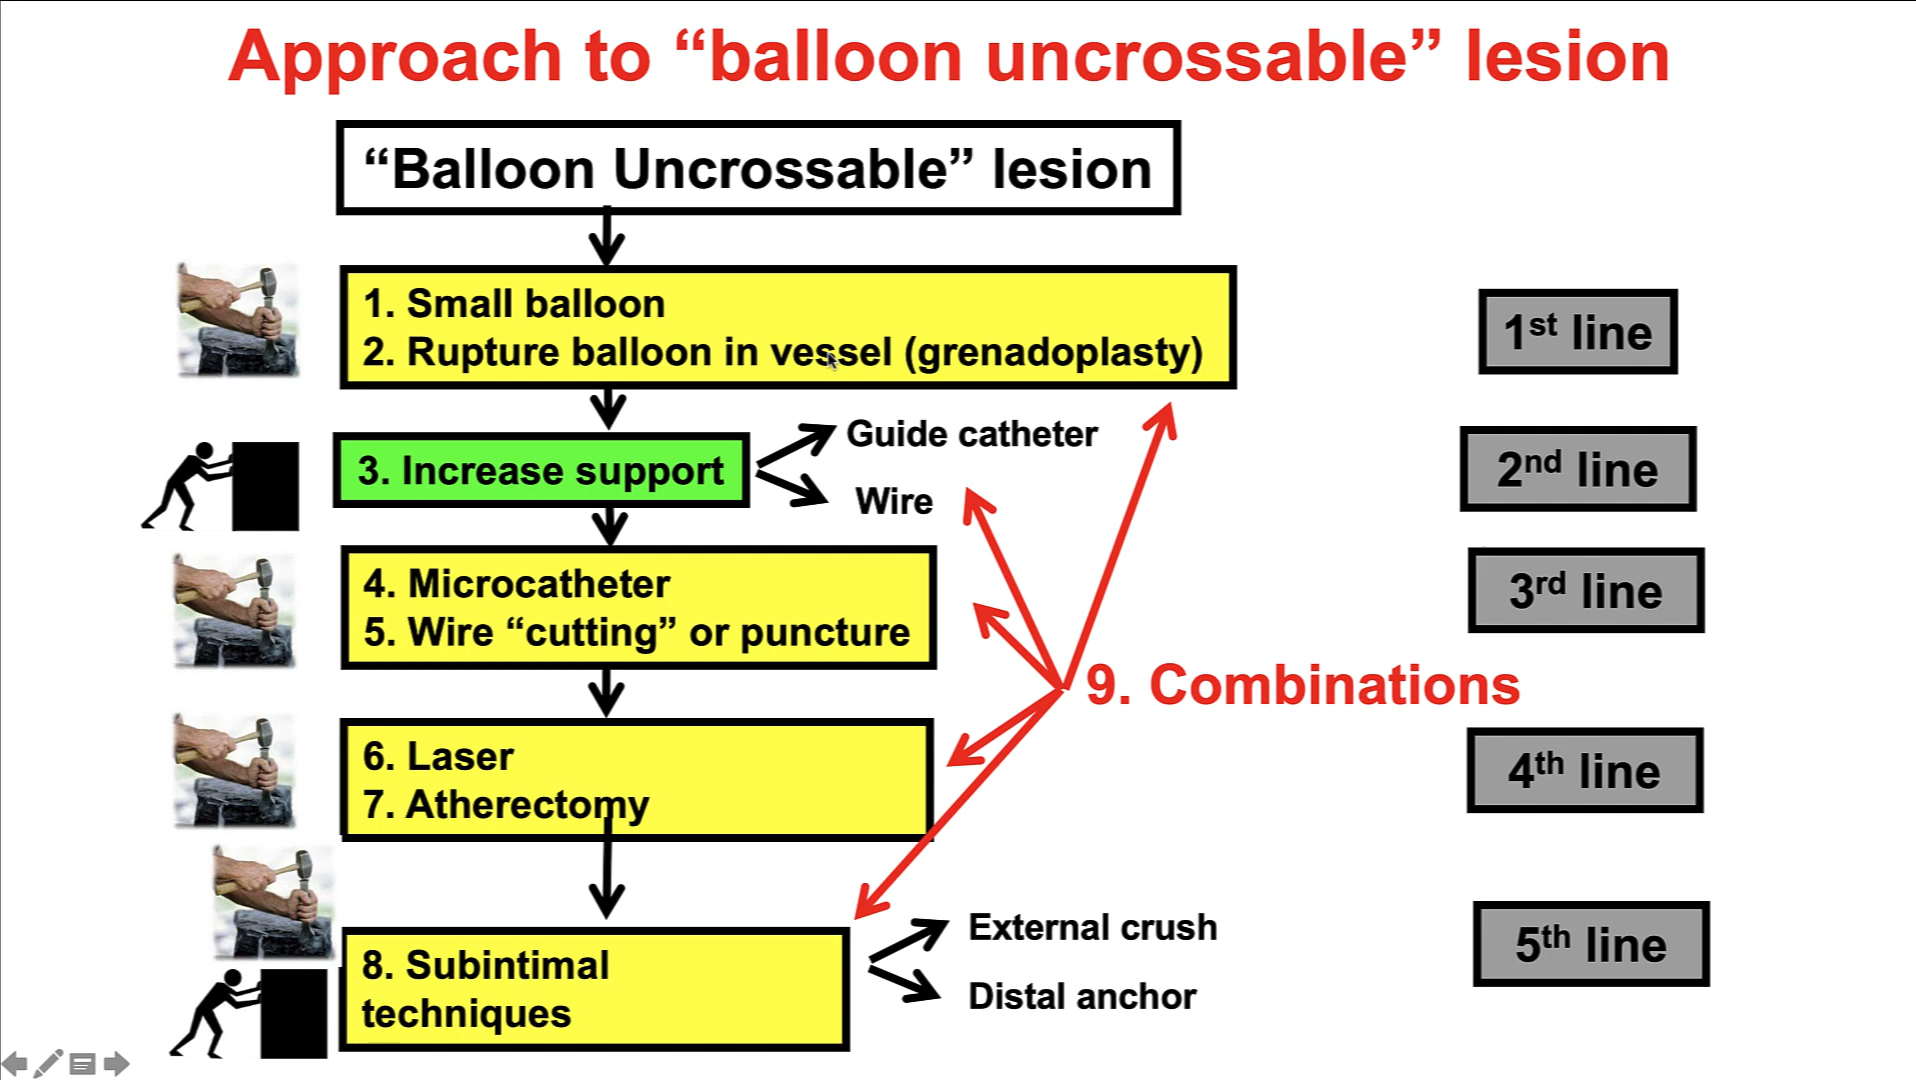 Approach to “balloon uncrossable” lesion
“Balloon Uncrossable” lesion
1. Small balloon
2. Rupture balloon in vessel (grenadoplasty)
1st line
3. Increase support
Guide catheter
Wire
2nd line
4. Microcatheter
5. Wire “cutting” or puncture
3rd line
9. Combinations
6. Laser
7. Atherectomy
4th line
8. Subintimal
techniques
External crush
Distal anchor
5th line